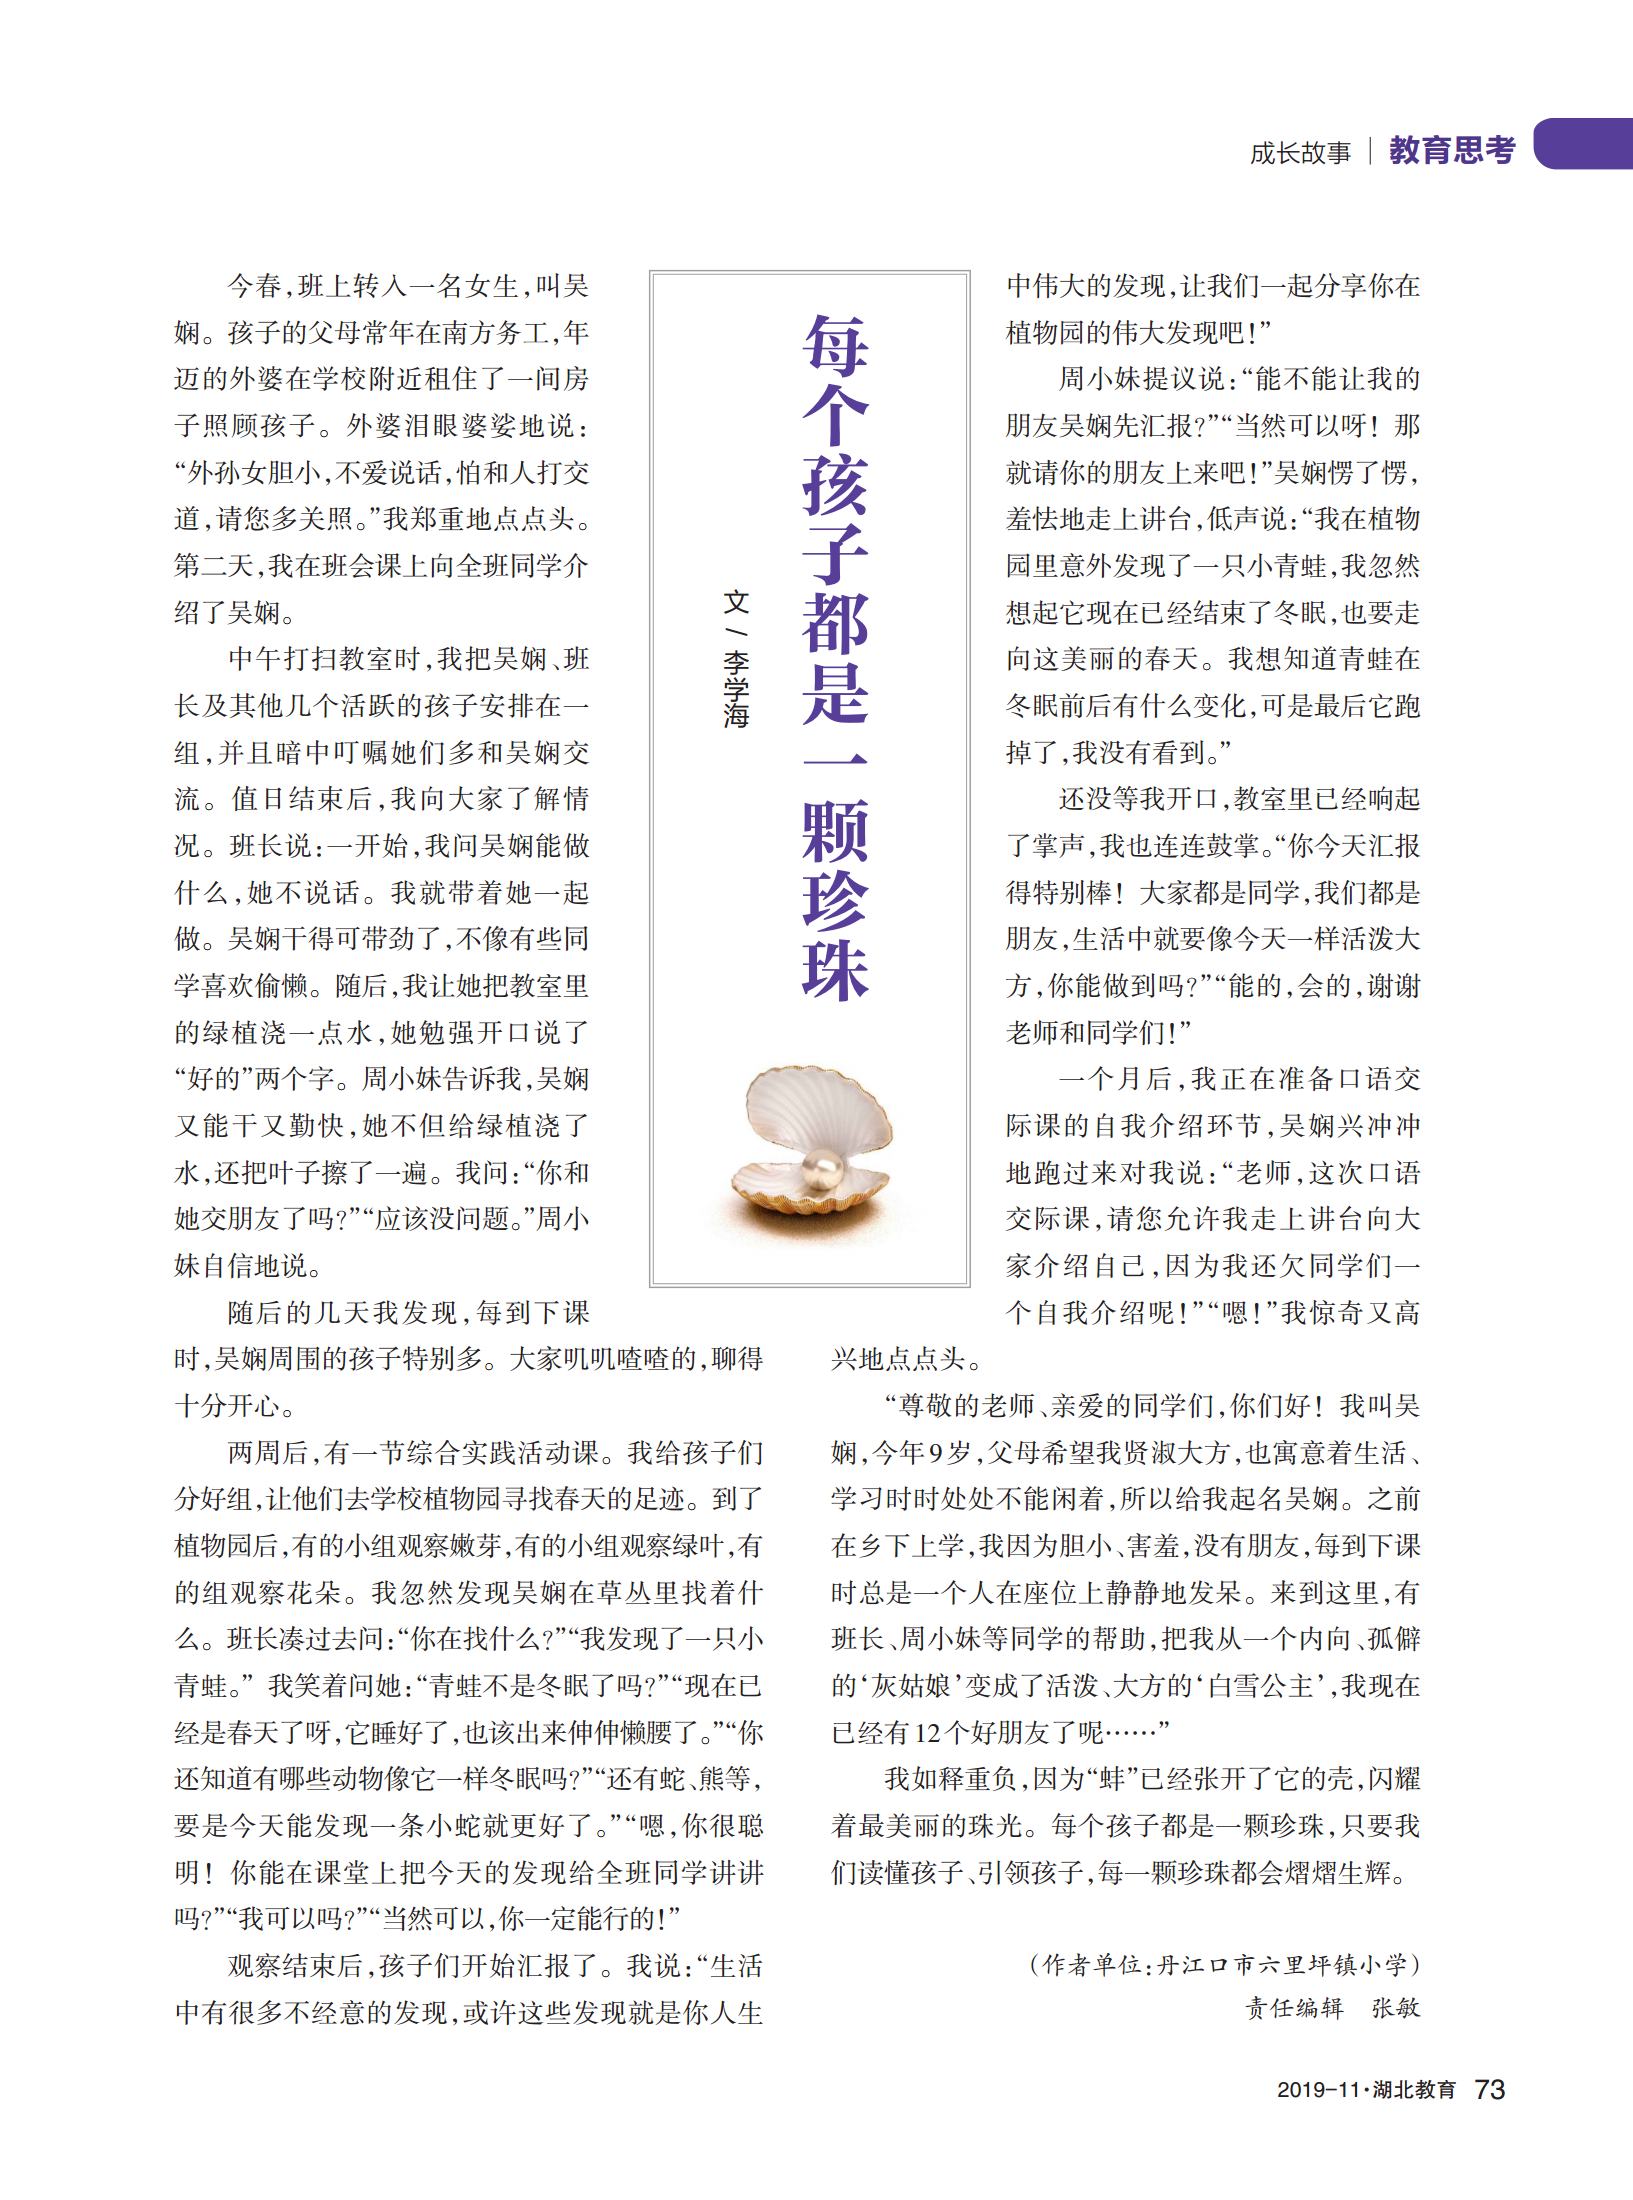 成长故事｜教育思考
每个孩子都是一颗珍珠
文/李学海
今春,班上转入一名女生,叫吴
娴。孩子的父母常年在南方务工,年
迈的外婆在学校附近租住了一间房
子照顾孩子。外婆泪眼婆娑地说:
“外孙女胆小,不爱说话,怕和人打交
道,请您多关照。”我郑重地点点头。
第二天,我在班会课上向全班同学介
绍了吴娴。
中午打扫教室时,我把吴娴、班
长及其他几个活跃的孩子安排在一
组,并且暗中叮嘱她们多和吴娴交
流。值日结束后,我向大家了解情
况。班长说:一开始,我问吴娴能做
什么,她不说话。我就带着她一起
做。吴娴干得可带劲了,不像有些同
学喜欢偷懒。随后,我让她把教室里
的绿植浇一点水,她勉强开口说了
“好的”两个字。周小妹告诉我,吴娴
又能干又勤快,她不但给绿植浇了
水,还把叶子擦了一遍。我问:“你和
她交朋友了吗?”“应该没问题。”周小
妹自信地说。
随后的几天我发现,每到下课
时,吴娴周围的孩子特别多。大家叽叽喳喳的,聊得
十分开心。
两周后,有一节综合实践活动课。我给孩子们
分好组,让他们去学校植物园寻找春天的足迹。到了
植物园后,有的小组观察嫩芽,有的小组观察绿叶,有
的组观察花朵。我忽然发现吴娴在草丛里找着什
么。班长凑过去问:“你在找什么?”“我发现了一只小
青蛙。” 我笑着问她:“青蛙不是冬眠了吗?”“现在已
经是春天了呀,它睡好了,也该出来伸伸懒腰了。”“你
还知道有哪些动物像它一样冬眠吗?”“还有蛇、熊等,
要是今天能发现一条小蛇就更好了。”“嗯,你很聪
明! 你能在课堂上把今天的发现给全班同学讲讲
吗?”“我可以吗?”“当然可以,你一定能行的!”
观察结束后,孩子们开始汇报了。我说:“生活
中有很多不经意的发现,或许这些发现就是你人生
中伟大的发现,让我们一起分享你在
植物园的伟大发现吧!”
周小妹提议说:“能不能让我的
朋友吴娴先汇报?”“当然可以呀! 那
就请你的朋友上来吧!”吴娴愣了愣,
羞怯地走上讲台,低声说:“我在植物
园里意外发现了一只小青蛙,我忽然
想起它现在已经结束了冬眠,也要走
向这美丽的春天。我想知道青蛙在
冬眠前后有什么变化,可是最后它跑
掉了,我没有看到。”
还没等我开口,教室里已经响起
了掌声,我也连连鼓掌。“你今天汇报
得特别棒! 大家都是同学,我们都是
朋友,生活中就要像今天一样活泼大
方,你能做到吗?”“能的,会的,谢谢
老师和同学们!”
一个月后,我正在准备口语交
际课的自我介绍环节,吴娴兴冲冲
地跑过来对我说:“老师,这次口语
交际课,请您允许我走上讲台向大
家介绍自己,因为我还欠同学们一
个自我介绍呢!”“嗯!”我惊奇又高
兴地点点头。
“尊敬的老师、亲爱的同学们,你们好! 我叫吴
娴,今年9岁,父母希望我贤淑大方,也寓意着生活、
学习时时处处不能闲着,所以给我起名吴娴。之前
在乡下上学,我因为胆小、害羞,没有朋友,每到下课
时总是一个人在座位上静静地发呆。来到这里,有
班长、周小妹等同学的帮助,把我从一个内向、孤僻
的‘灰姑娘’变成了活泼、大方的‘白雪公主’,我现在
已经有12个好朋友了呢……”
我如释重负,因为“蚌”已经张开了它的壳,闪耀
着最美丽的珠光。每个孩子都是一颗珍珠,只要我
们读懂孩子、引领孩子,每一颗珍珠都会熠熠生辉。
(作者单位:丹江口市六里坪镇小学)
责任编辑 张敏
2019-11·湖北教育 73